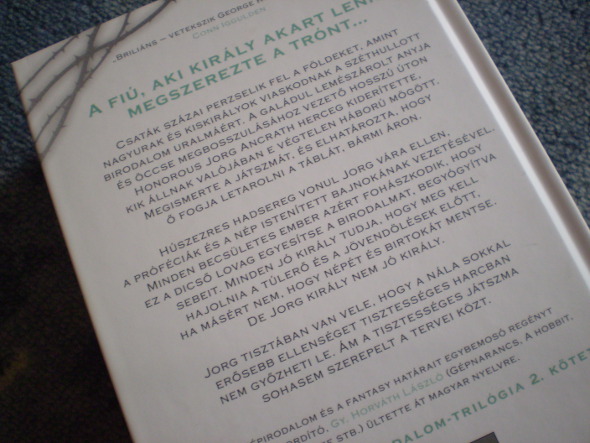 „Briliáns – vetekszik George R
Conn Iggulden
A FIÚ, AKI KIRÁLY AKART LENNI
MEGSZEREZTE A TRÓNT...
Csaták százai perzselik fel a földeket, amint
nagyurak és kiskirályok viaskodnak a széthullott
birodalom uralmáért. A galádul lemészárolt anyja
és öccse megbosszulásához vezető hosszú úton
Honorous Jorg Ancrath herceg kiderítette,
kik állnak valójában e végtelen háború mögött.
Megismerte a játszmát, és elhatározta, hogy
ő fogja letarolni a táblát, bármi áron.
Húszezres hadsereg vonul Jorg vára ellen,
a próféciák és a nép istenített bajnokának vezetésével.
Minden becsületes ember azért fohászkodik, hogy
ez a dicső lovag egyesítse a birodalmat, begyógyítva
sebeit. Minden jó király tudja, hogy meg kell
hajolnia a túlerő és a jövendölések előtt,
ha másért nem, hogy népét és birtokát mentse.
De Jorg király nem jó király.
Jorg tisztában van vele, hogy a nála sokkal
erősebb ellenséget tisztességes harcban
nem győzheti le. Ám a tisztességes játszma
sohasem szerepelt a tervei közt.
épirodalom és a fantasy határait egybemosó regényt
ordító, Gy. Horváth László (Gépnarancs, A hobbit,
e stb.) ültette át magyar nyelvre.
DALOM-TRILÓGIA 2. KÖTE